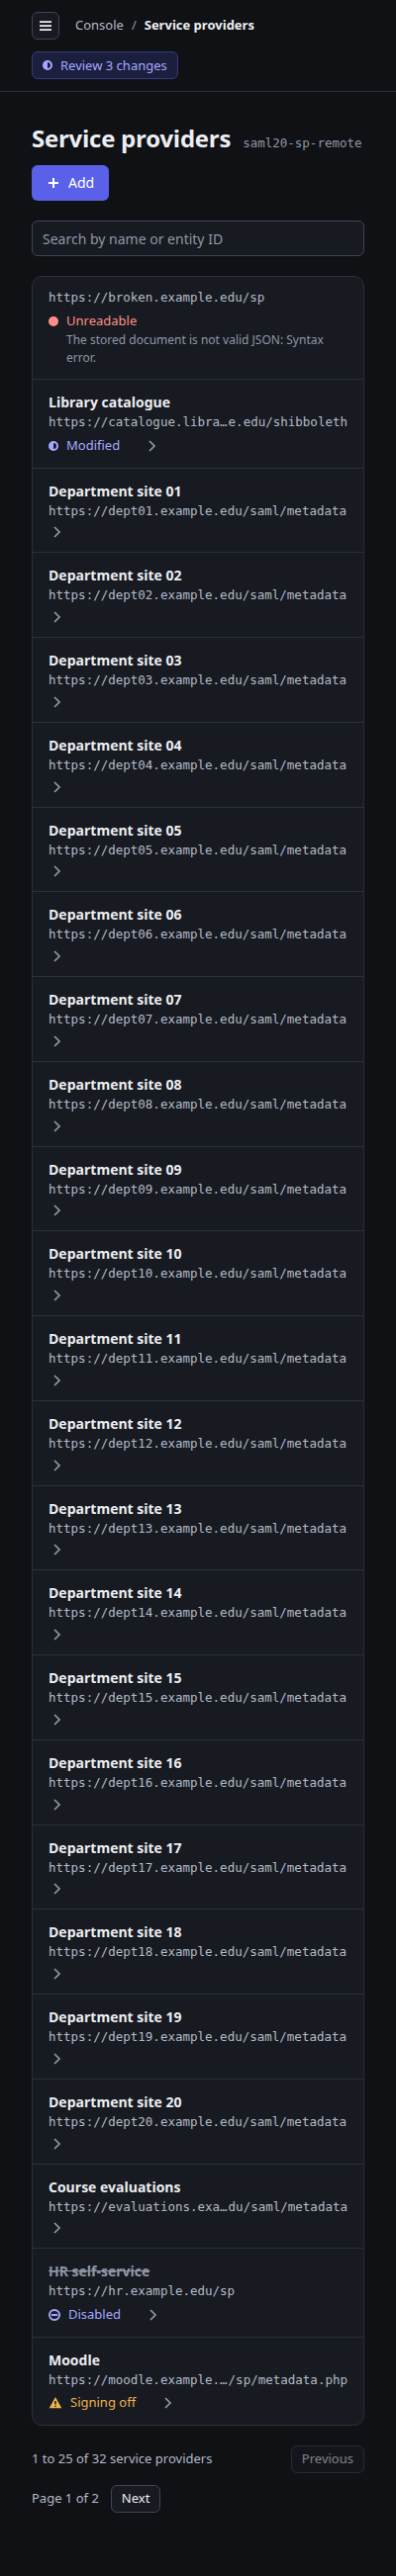 Console / Service providers
Review 3 changes
Service providers saml20-sp-remote
+ Add
Search by name or entity ID
https://broken.example.edu/sp
Unreadable
The stored document is not valid JSON: Syntax
error.
Library catalogue
https://catalogue.libra…e.edu/shibboleth
Modified
Department site 01
https://dept01.example.edu/saml/metadata
Department site 02
https://dept02.example.edu/saml/metadata
Department site 03
https://dept03.example.edu/saml/metadata
Department site 04
https://dept04.example.edu/saml/metadata
Department site 05
https://dept05.example.edu/saml/metadata
Department site 06
https://dept06.example.edu/saml/metadata
Department site 07
https://dept07.example.edu/saml/metadata
Department site 08
https://dept08.example.edu/saml/metadata
Department site 09
https://dept09.example.edu/saml/metadata
Department site 10
https://dept10.example.edu/saml/metadata
Department site 11
https://dept11.example.edu/saml/metadata
Department site 12
https://dept12.example.edu/saml/metadata
Department site 13
https://dept13.example.edu/saml/metadata
Department site 14
https://dept14.example.edu/saml/metadata
Department site 15
https://dept15.example.edu/saml/metadata
Department site 16
https://dept16.example.edu/saml/metadata
Department site 17
https://dept17.example.edu/saml/metadata
Department site 18
https://dept18.example.edu/saml/metadata
Department site 19
https://dept19.example.edu/saml/metadata
Department site 20
https://dept20.example.edu/saml/metadata
Course evaluations
https://evaluations.exa…du/saml/metadata
HR self-service
https://hr.example.edu/sp
Disabled
Moodle
https://moodle.example.…/sp/metadata.php
Signing off
1 to 25 of 32 service providers Previous
Page 1 of 2 Next